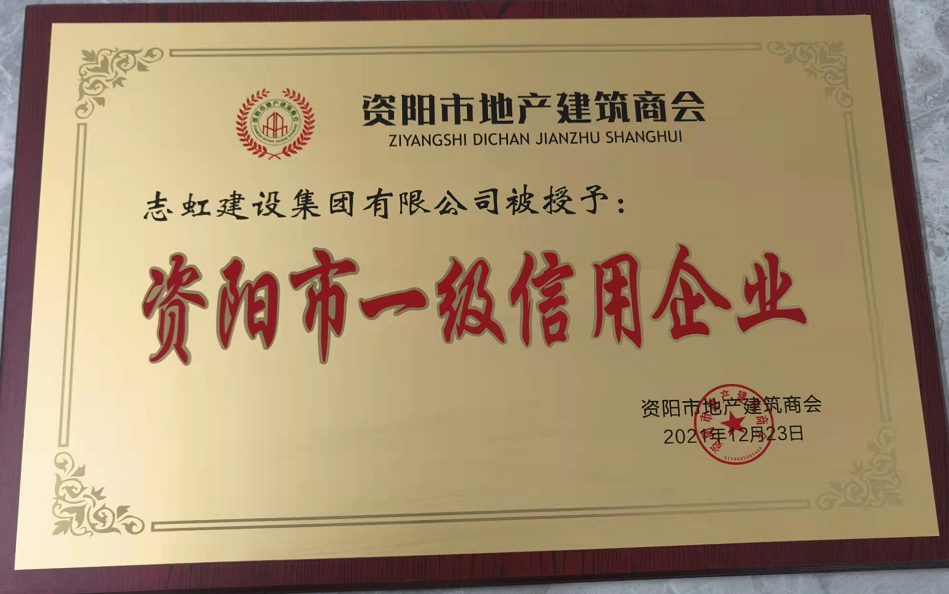 资阳市地产建筑商会
ZIYANGSHI DICHAN JIANZHU SHANGHUI
志虹建设集团有限公司被授予：
资阳市一级信用企业
资阳市地产建筑商会
2021年12月23日